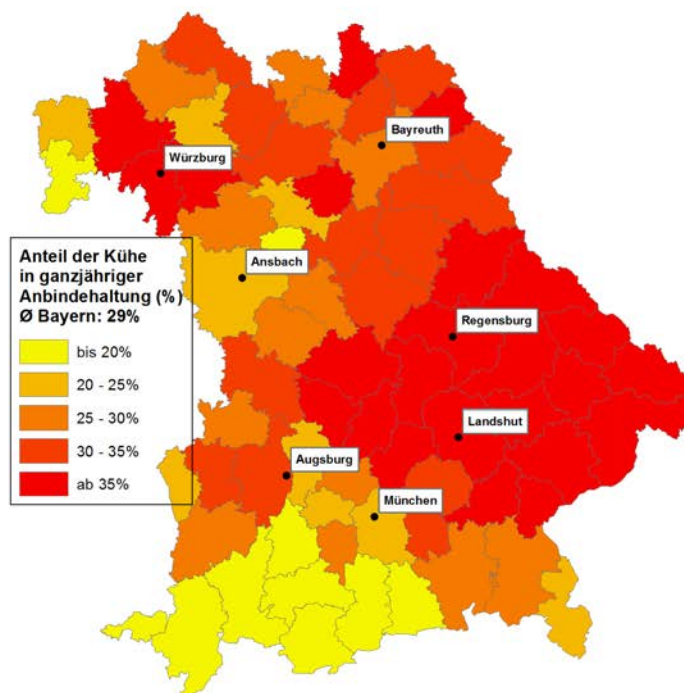 Bayreuth
Würzburg
Anteil der Kühe
in ganzjähriger
Anbindehaltung (%)
Ø Bayern: 29%
bis 20%
20 - 25%
25 - 30%
30 - 35%
ab 35%
Ansbach
Regensburg
Landshut
Augsburg
München